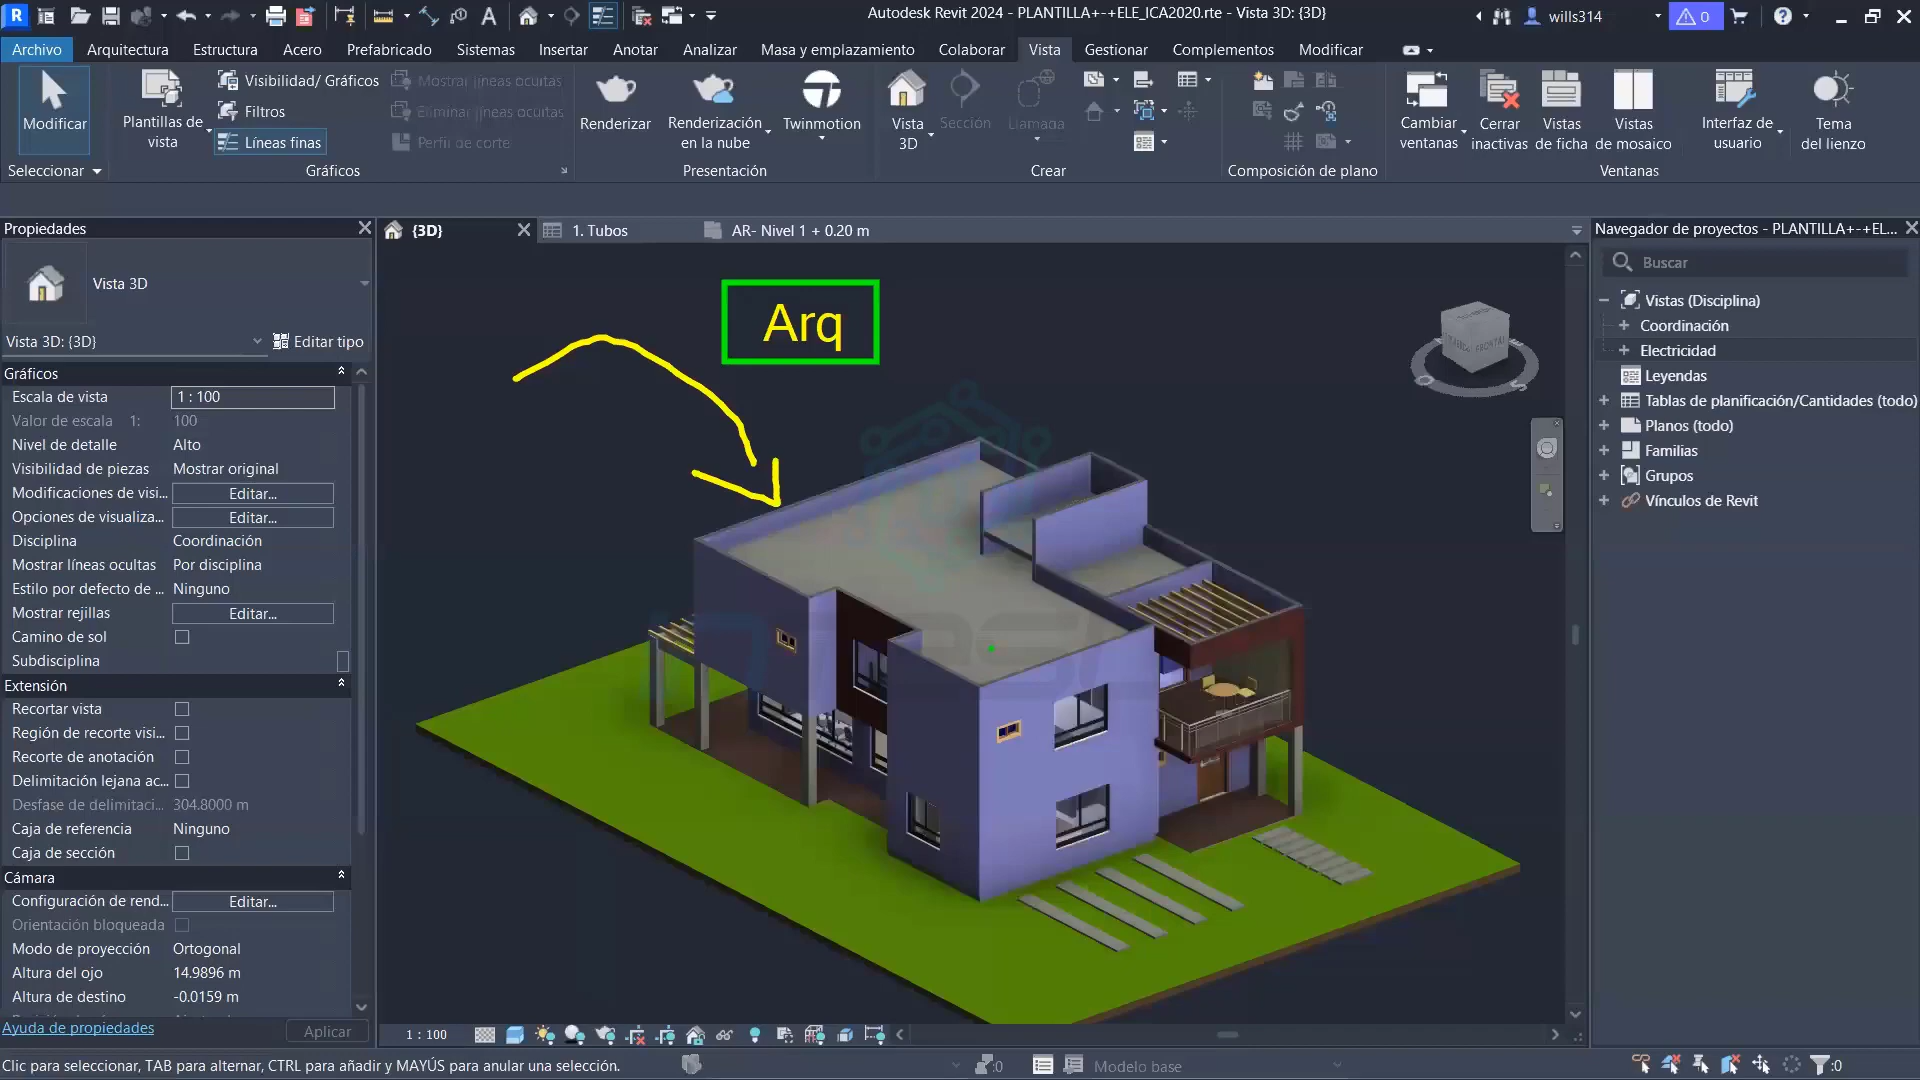 Autodesk Revit 2024 - PLANTILLA+-+ELE_ICA2020.rte - Vista 3D: {3D}
wills314
0
Archivo Arquitectura Estructura Acero Prefabricado Sistemas Insertar Anotar Analizar Masa y emplazamiento Colaborar Vista Gestionar Complementos Modificar
Modificar
Seleccionar
Plantillas de vista
Visibilidad/ Gráficos
Filtros
Líneas finas
Mostrar líneas ocultas
Eliminar líneas ocultas
Perfil de corte
Gráficos
Renderizar
Renderización en la nube
Twinmotion
Presentación
Vista 3D
Sección
Llamada
Crear
Composición de plano
Cambiar ventanas
Cerrar inactivas
Vistas de ficha
Vistas de mosaico
Interfaz de usuario
Tema del lienzo
Ventanas
Propiedades
Vista 3D
Vista 3D: {3D}
Editar tipo
Gráficos
Escala de vista 1 : 100
Valor de escala 1: 100
Nivel de detalle Alto
Visibilidad de piezas Mostrar original
Modificaciones de visi... Editar...
Opciones de visualiza... Editar...
Disciplina Coordinación
Mostrar líneas ocultas Por disciplina
Estilo por defecto de ... Ninguno
Mostrar rejillas Editar...
Camino de sol
Subdisciplina
Extensión
Recortar vista
Región de recorte visi...
Recorte de anotación
Delimitación lejana ac...
Desfase de delimitaci... 304.8000 m
Caja de referencia Ninguno
Caja de sección
Cámara
Configuración de rend... Editar...
Orientación bloqueada
Modo de proyección Ortogonal
Altura del ojo 14.9896 m
Altura de destino -0.0159 m
Ayuda de propiedades
Aplicar
{3D}
1. Tubos
AR- Nivel 1 + 0.20 m
Arq
FRONTAL
O
S
1 : 100
Navegador de proyectos - PLANTILLA+-+EL...
Buscar
Vistas (Disciplina)
Coordinación
Electricidad
Leyendas
Tablas de planificación/Cantidades (todo)
Planos (todo)
Familias
Grupos
Vínculos de Revit
Clic para seleccionar, TAB para alternar, CTRL para añadir y MAYÚS para anular una selección.
:0
Modelo base
:0